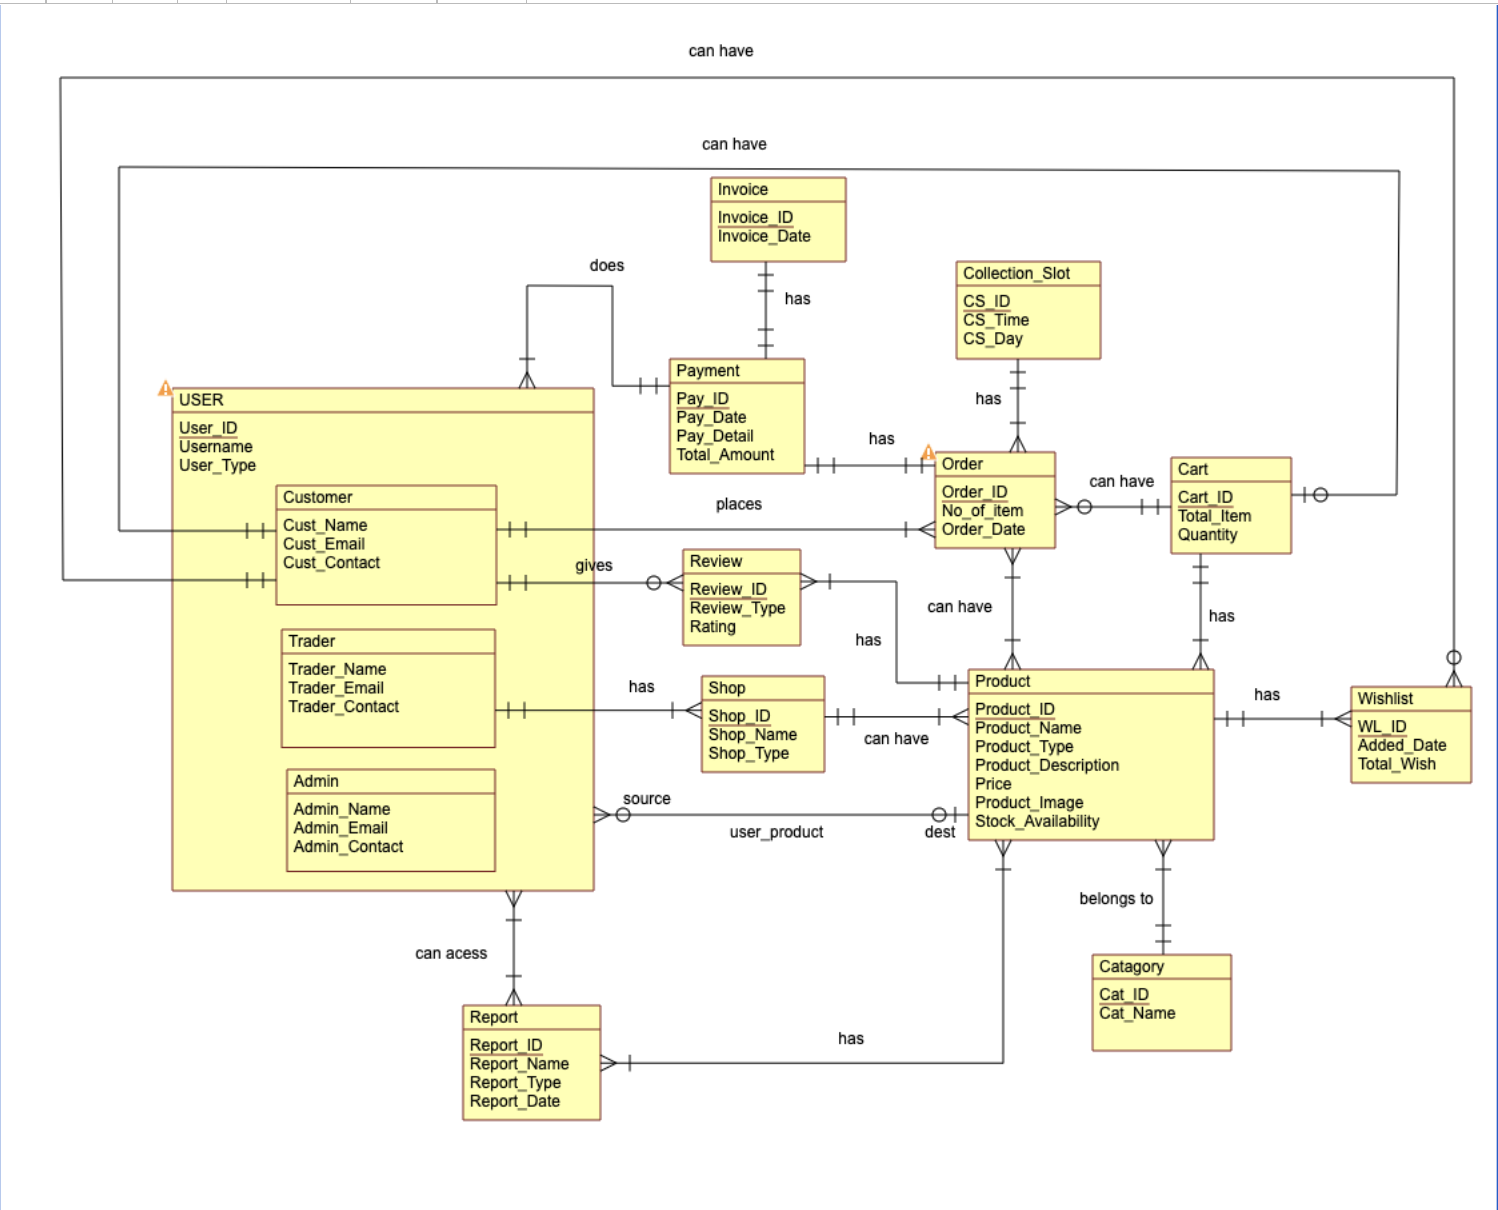 can have
can have
Invoice
Invoice_ID
Invoice_Date
does
has
Collection_Slot
CS_ID
CS_Time
CS_Day
Payment
Pay_ID
Pay_Date
Pay_Detail
Total_Amount
has
has
USER
User_ID
Username
User_Type
Customer
Cust_Name
Cust_Email
Cust_Contact
places
Order
Order_ID
No_of_item
Order_Date
can have
Cart
Cart_ID
Total_Item
Quantity
gives
Review
Review_ID
Review_Type
Rating
has
can have
has
Trader
Trader_Name
Trader_Email
Trader_Contact
has
Shop
Shop_ID
Shop_Name
Shop_Type
can have
Product
Product_ID
Product_Name
Product_Type
Product_Description
Price
Product_Image
Stock_Availability
has
Wishlist
WL_ID
Added_Date
Total_Wish
Admin
Admin_Name
Admin_Email
Admin_Contact
source
user_product
dest
can acess
belongs to
Catagory
Cat_ID
Cat_Name
Report
Report_ID
Report_Name
Report_Type
Report_Date
has